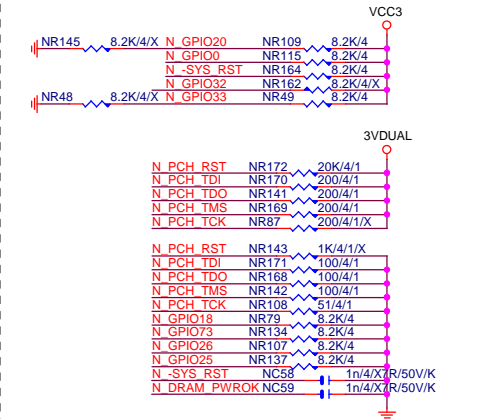 VCC3
NR145 8.2K/4/X N_GPIO20 NR109 8.2K/4
N_GPIO0 NR115 8.2K/4
N_-SYS_RST NR164 8.2K/4
N_GPIO32 NR162 8.2K/4/X
NR48 8.2K/4/X N_GPIO33 NR49 8.2K/4
3VDUAL
N_PCH_RST NR172 20K/4/1
N_PCH_TDI NR170 200/4/1
N_PCH_TDO NR141 200/4/1
N_PCH_TMS NR169 200/4/1
N_PCH_TCK NR87 200/4/1/X
N_PCH_RST NR143 1K/4/1/X
N_PCH_TDI NR171 100/4/1
N_PCH_TDO NR168 100/4/1
N_PCH_TMS NR142 100/4/1
N_PCH_TCK NR108 51/4/1
N_GPIO18 NR79 8.2K/4
N_GPIO73 NR134 8.2K/4
N_GPIO26 NR107 8.2K/4
N_GPIO25 NR137 8.2K/4
N_-SYS_RST NC58 1n/4/X7R/50V/K
N_DRAM_PWROK NC59 1n/4/X7R/50V/K